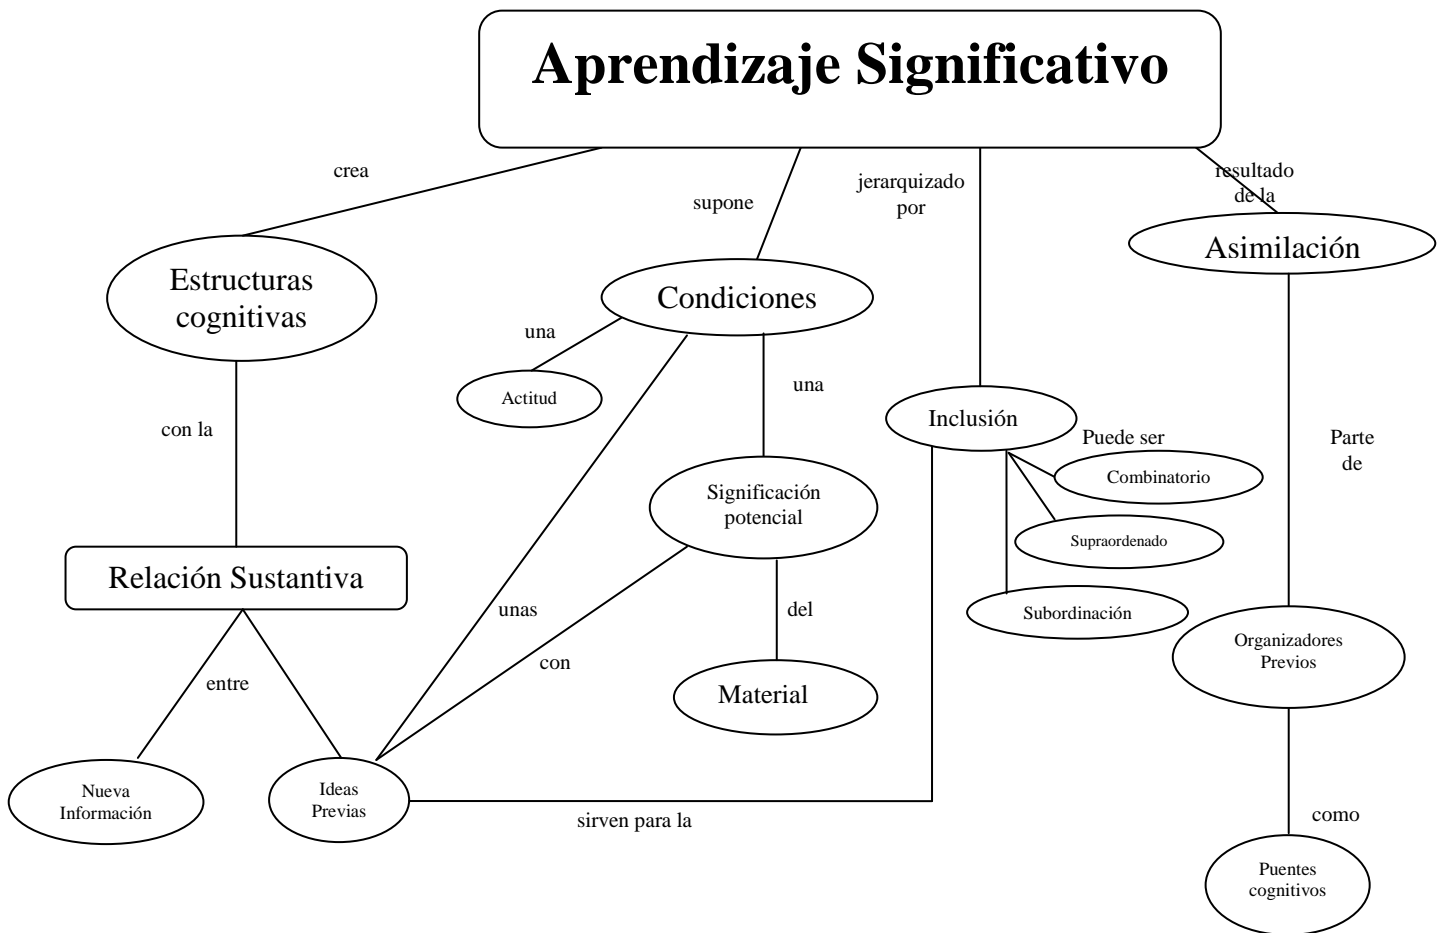 Aprendizaje Significativo
crea
supone
jerarquizado
por
resultado
de la
Estructuras
cognitivas
Condiciones
Asimilación
una
Actitud
una
con la
Inclusión
Puede ser
Parte
de
Combinatorio
Significación
potencial
Supraordenado
Relación Sustantiva
unas
del
Subordinación
con
Organizadores
Previos
entre
Material
Nueva
Información
Ideas
Previas
sirven para la
como
Puentes
cognitivos